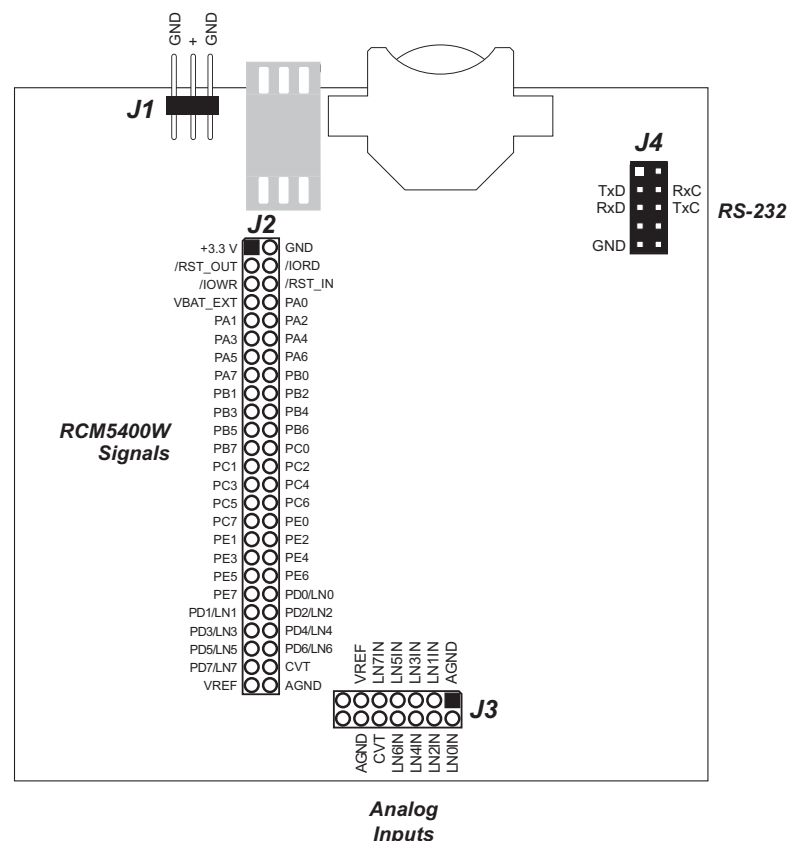 GND + GND
J1
J4
TxD RxC
RxD TxC
GND
RS-232
J2
+3.3 V GND
/RST_OUT /IORD
/IOWR /RST_IN
VBAT_EXT PA0
PA1 PA2
PA3 PA4
PA5 PA6
PA7 PB0
PB1 PB2
PB3 PB4
PB5 PB6
PB7 PC0
PC1 PC2
PC3 PC4
PC5 PC6
PC7 PE0
PE1 PE2
PE3 PE4
PE5 PE6
PE7 PD0/LN0
PD1/LN1 PD2/LN2
PD3/LN3 PD4/LN4
PD5/LN5 PD6/LN6
PD7/LN7 CVT
VREF AGND
RCM5400W
Signals
VREF LN7IN LN5IN LN3IN LN1IN AGND
J3
AGND CVT LN6IN LN4IN LN2IN LN0IN
Analog
Inputs